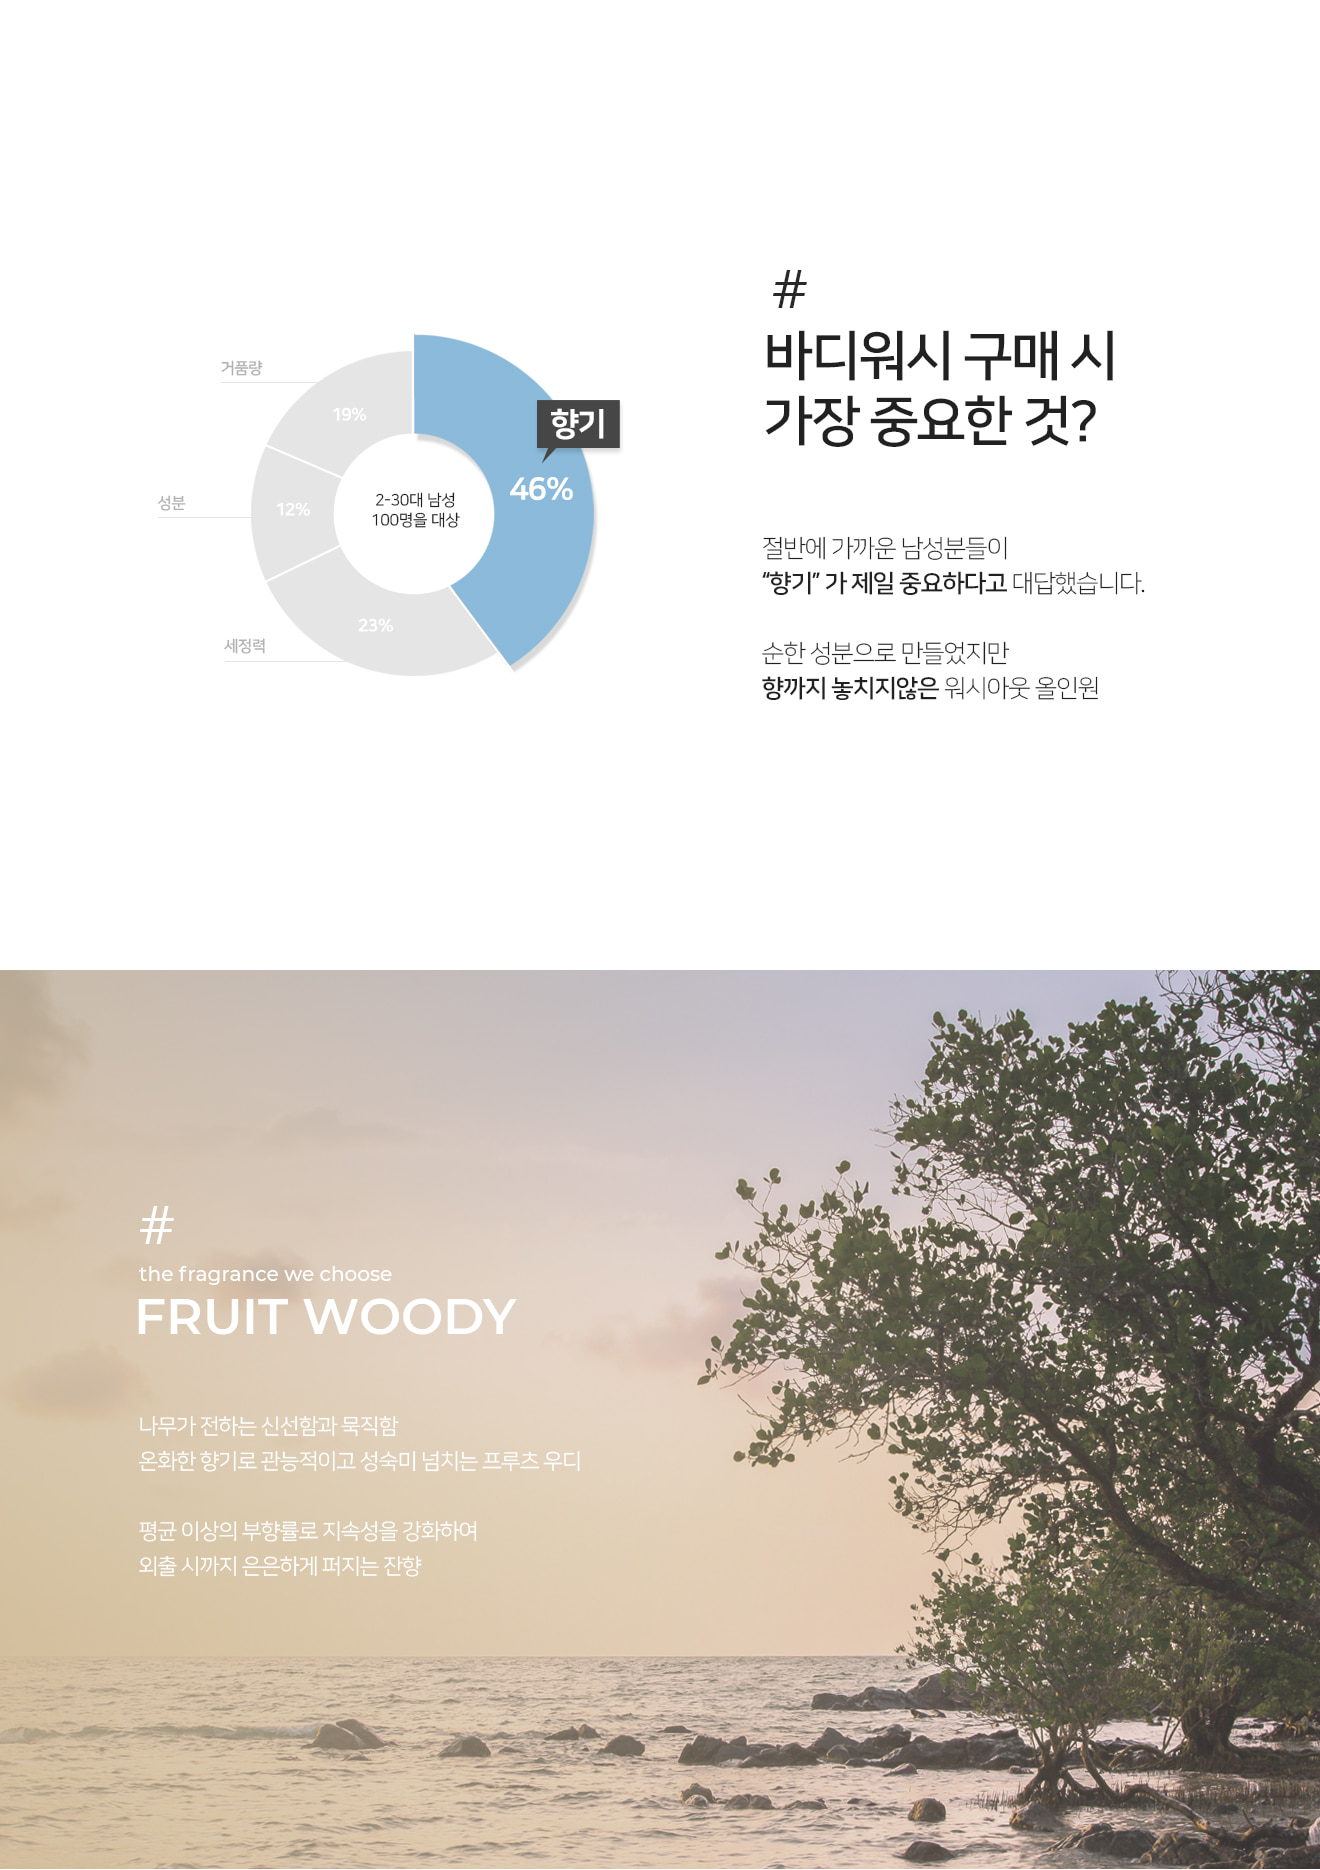 #
바디워시 구매 시
가장 중요한 것?
거품량
19%
향기
46%
성분
12%
2-30대 남성
100명을 대상
23%
세정력
절반에 가까운 남성분들이
“향기” 가 제일 중요하다고 대답했습니다.
순한 성분으로 만들었지만
향까지 놓치지않은 워시아웃 올인원
#
the fragrance we choose
FRUIT WOODY
나무가 전하는 신선함과 묵직함
온화한 향기로 관능적이고 성숙미 넘치는 프루츠 우디
평균 이상의 부향률로 지속성을 강화하여
외출 시까지 은은하게 퍼지는 잔향